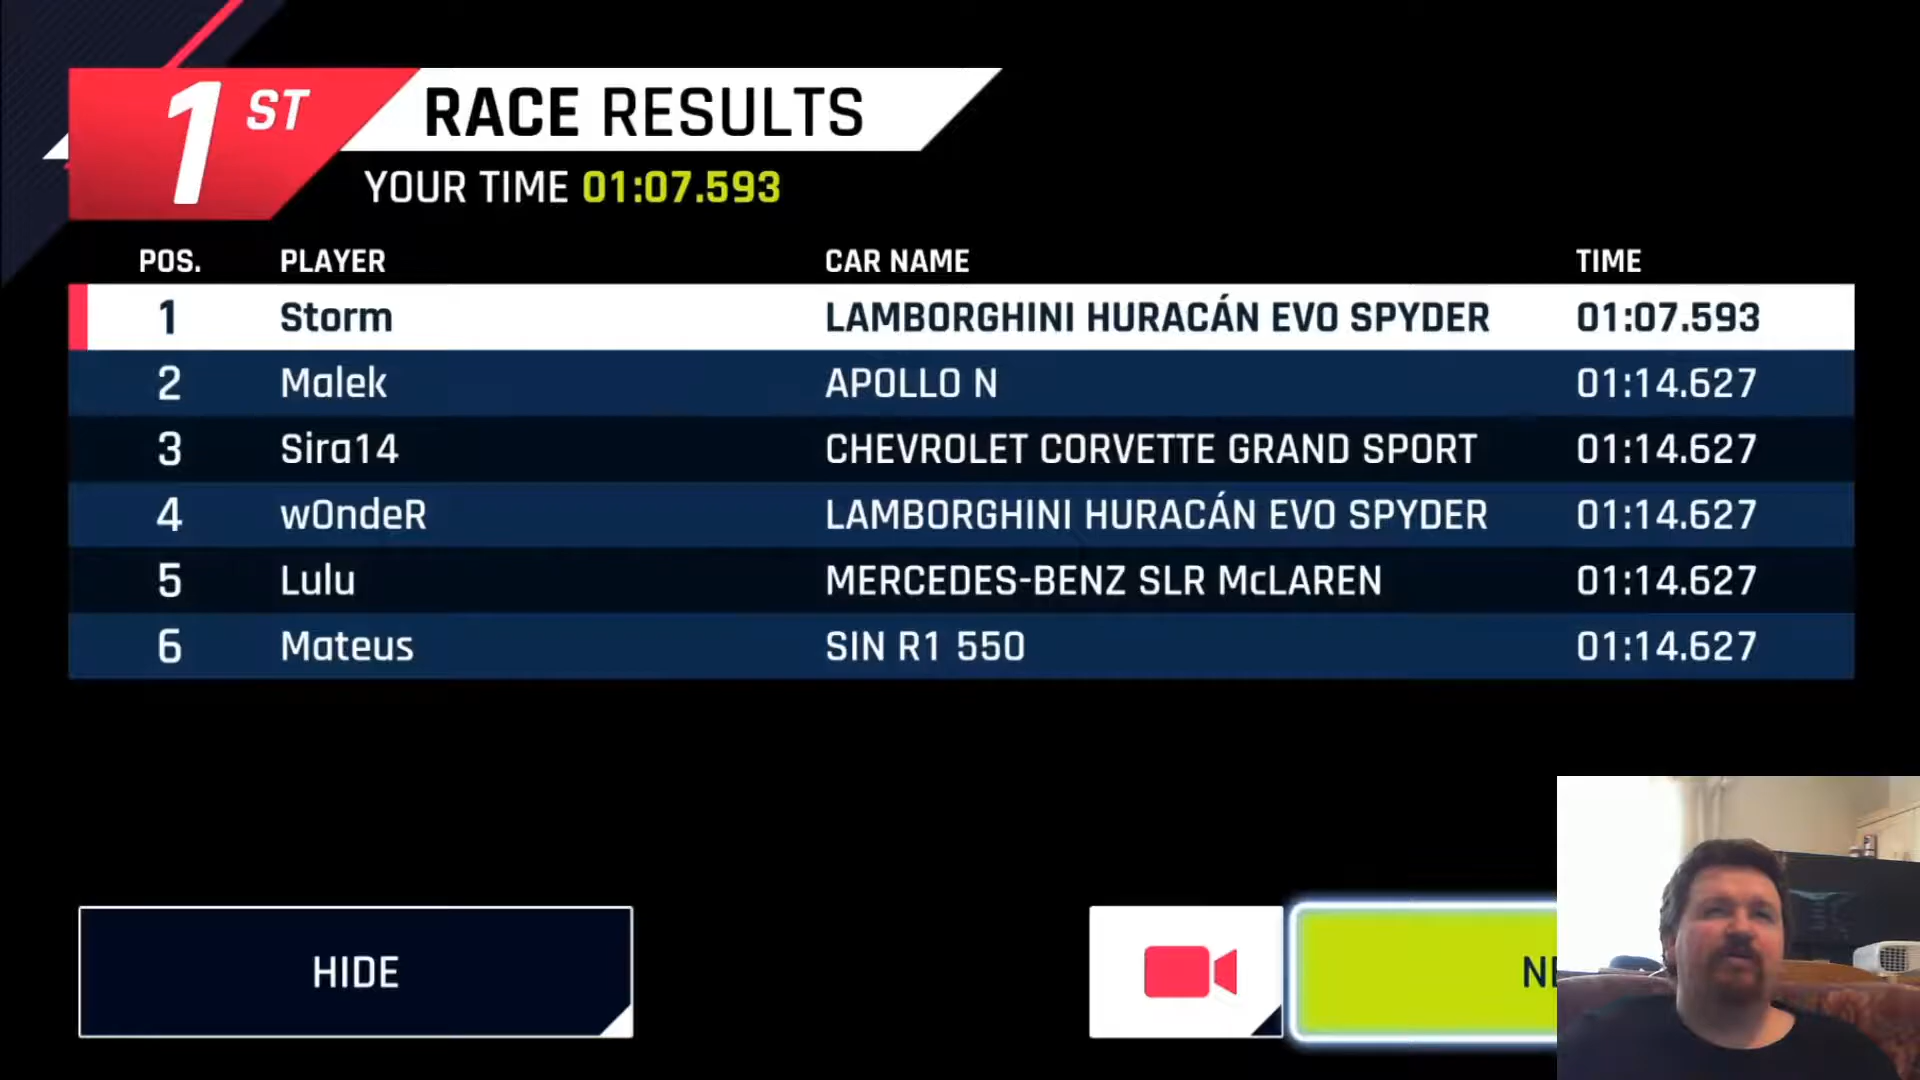 1 ST
RACE RESULTS
YOUR TIME 01:07.593
POS. PLAYER CAR NAME TIME
1 Storm LAMBORGHINI HURACÁN EVO SPYDER 01:07.593
2 Malek APOLLO N 01:14.627
3 Sira14 CHEVROLET CORVETTE GRAND SPORT 01:14.627
4 w0ndeR LAMBORGHINI HURACÁN EVO SPYDER 01:14.627
5 Lulu MERCEDES-BENZ SLR McLAREN 01:14.627
6 Mateus SIN R1 550 01:14.627
HIDE